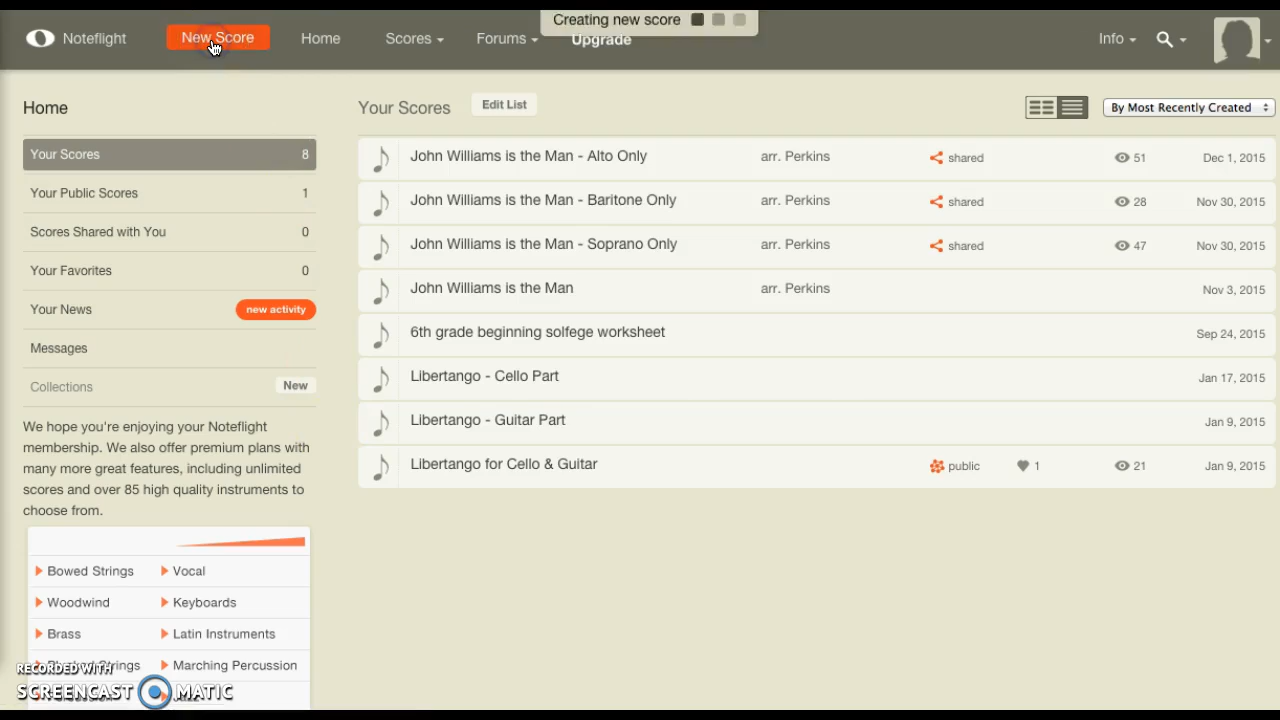 Creating new score
Noteflight New Score Home Scores Forums Upgrade Info
Home
Your Scores 8
Your Public Scores 1
Scores Shared with You 0
Your Favorites 0
Your News new activity
Messages
Collections New
We hope you're enjoying your Noteflight
membership. We also offer premium plans with
many more great features, including unlimited
scores and over 85 high quality instruments to
choose from.
Bowed Strings Vocal
Woodwind Keyboards
Brass Latin Instruments
Strings Marching Percussion
RECORDED WITH
SCREENCAST MATIC
Your Scores Edit List By Most Recently Created
John Williams is the Man - Alto Only arr. Perkins shared 51 Dec 1, 2015
John Williams is the Man - Baritone Only arr. Perkins shared 28 Nov 30, 2015
John Williams is the Man - Soprano Only arr. Perkins shared 47 Nov 30, 2015
John Williams is the Man arr. Perkins Nov 3, 2015
6th grade beginning solfege worksheet Sep 24, 2015
Libertango - Cello Part Jan 17, 2015
Libertango - Guitar Part Jan 9, 2015
Libertango for Cello & Guitar public 1 21 Jan 9, 2015